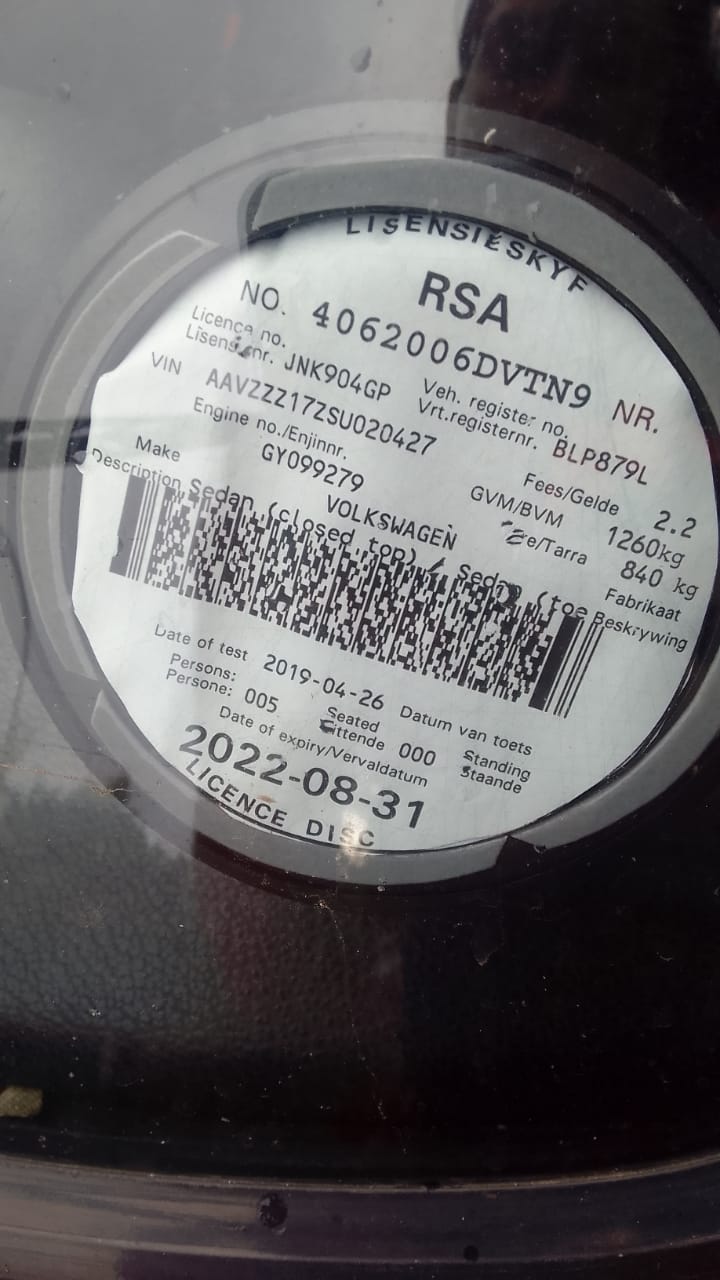 LISENSIESKYF
RSA
NO. 4062006DVTN9 NR.
Licence no. Veh. register no.
Lisensienr. JNK904GP Vrt.registernr. BLP879L
VIN AAVZZZ17ZSU020427 Fees/Gelde 2.2
Engine no./Enjinnr. GVM/BVM 1260kg
GY099279 /Tarra 840 kg
Make VOLKSWAGEN Fabrikaat
Description Sedan (closed top) / Sedan (toe Beskrywing
Date of test 2019-04-26 Datum van toets
Persons: Seated Standing
Persone: 005 Sittende 000 Staande
Date of expiry/Vervaldatum
2022-08-31
LICENCE DISC